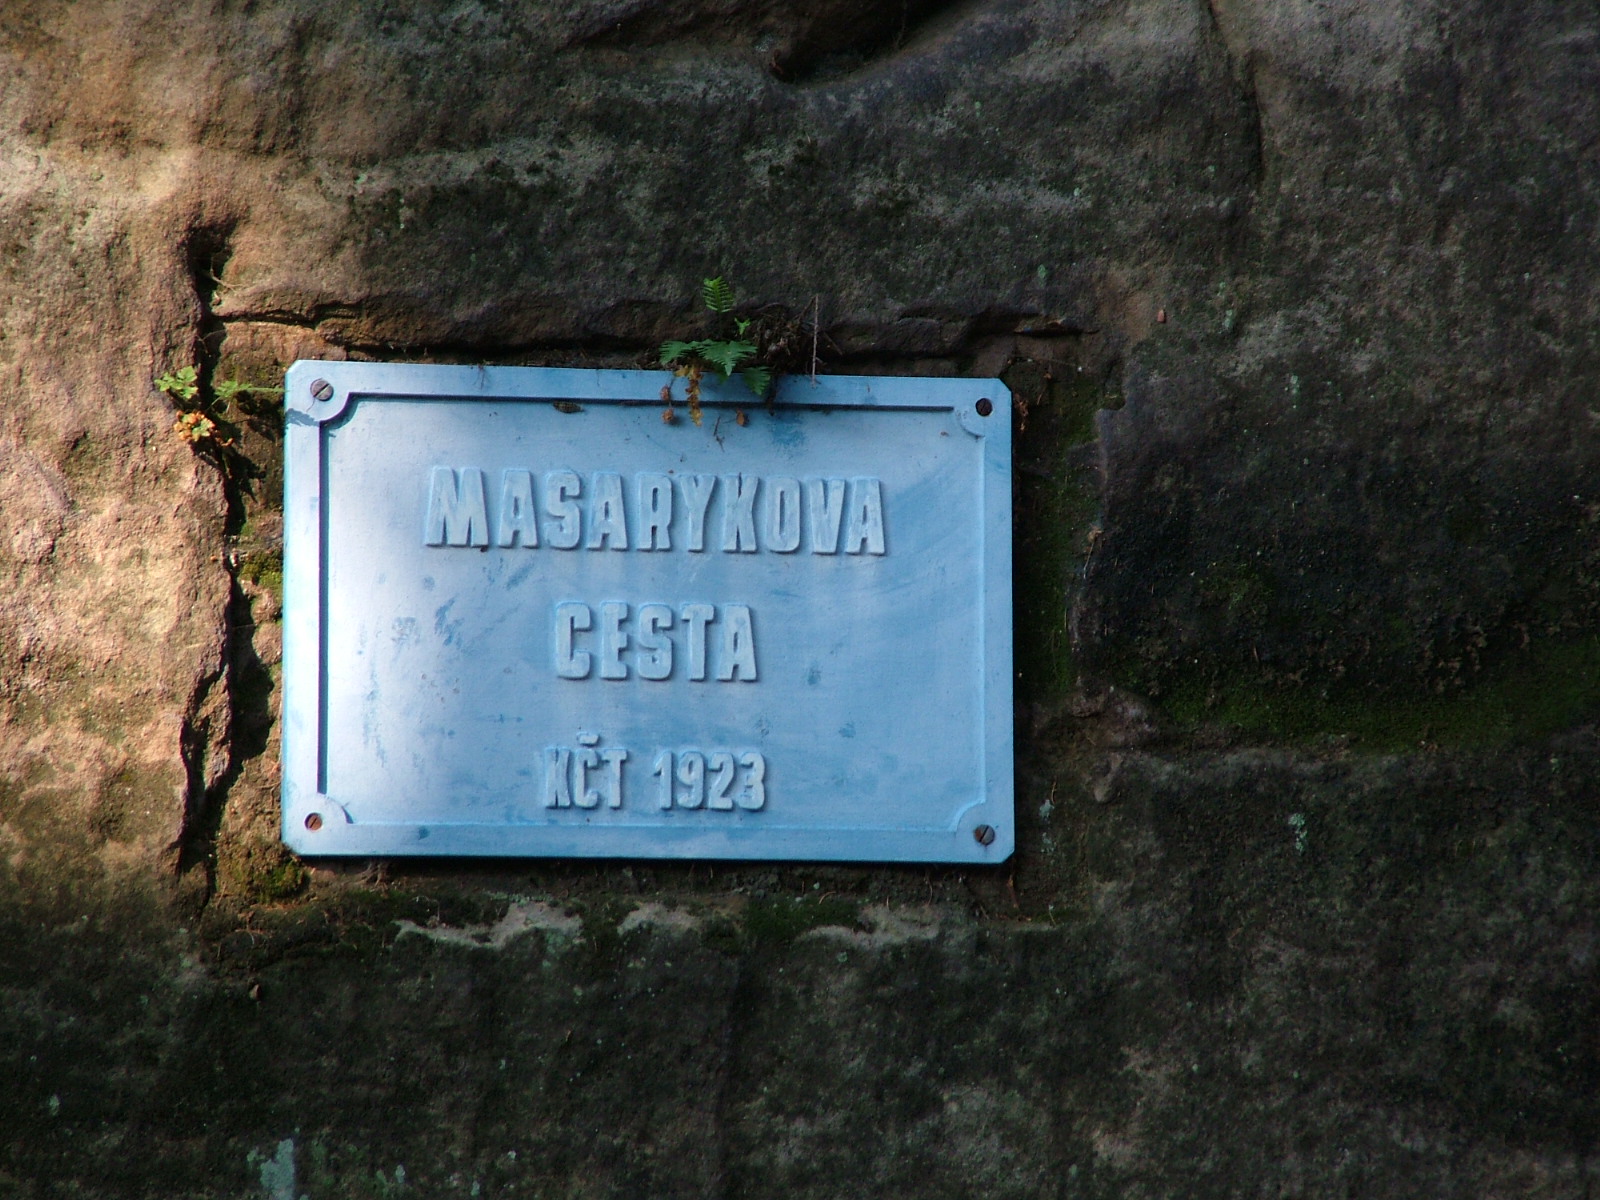 MASARYKOVA
CESTA
KČT 1923